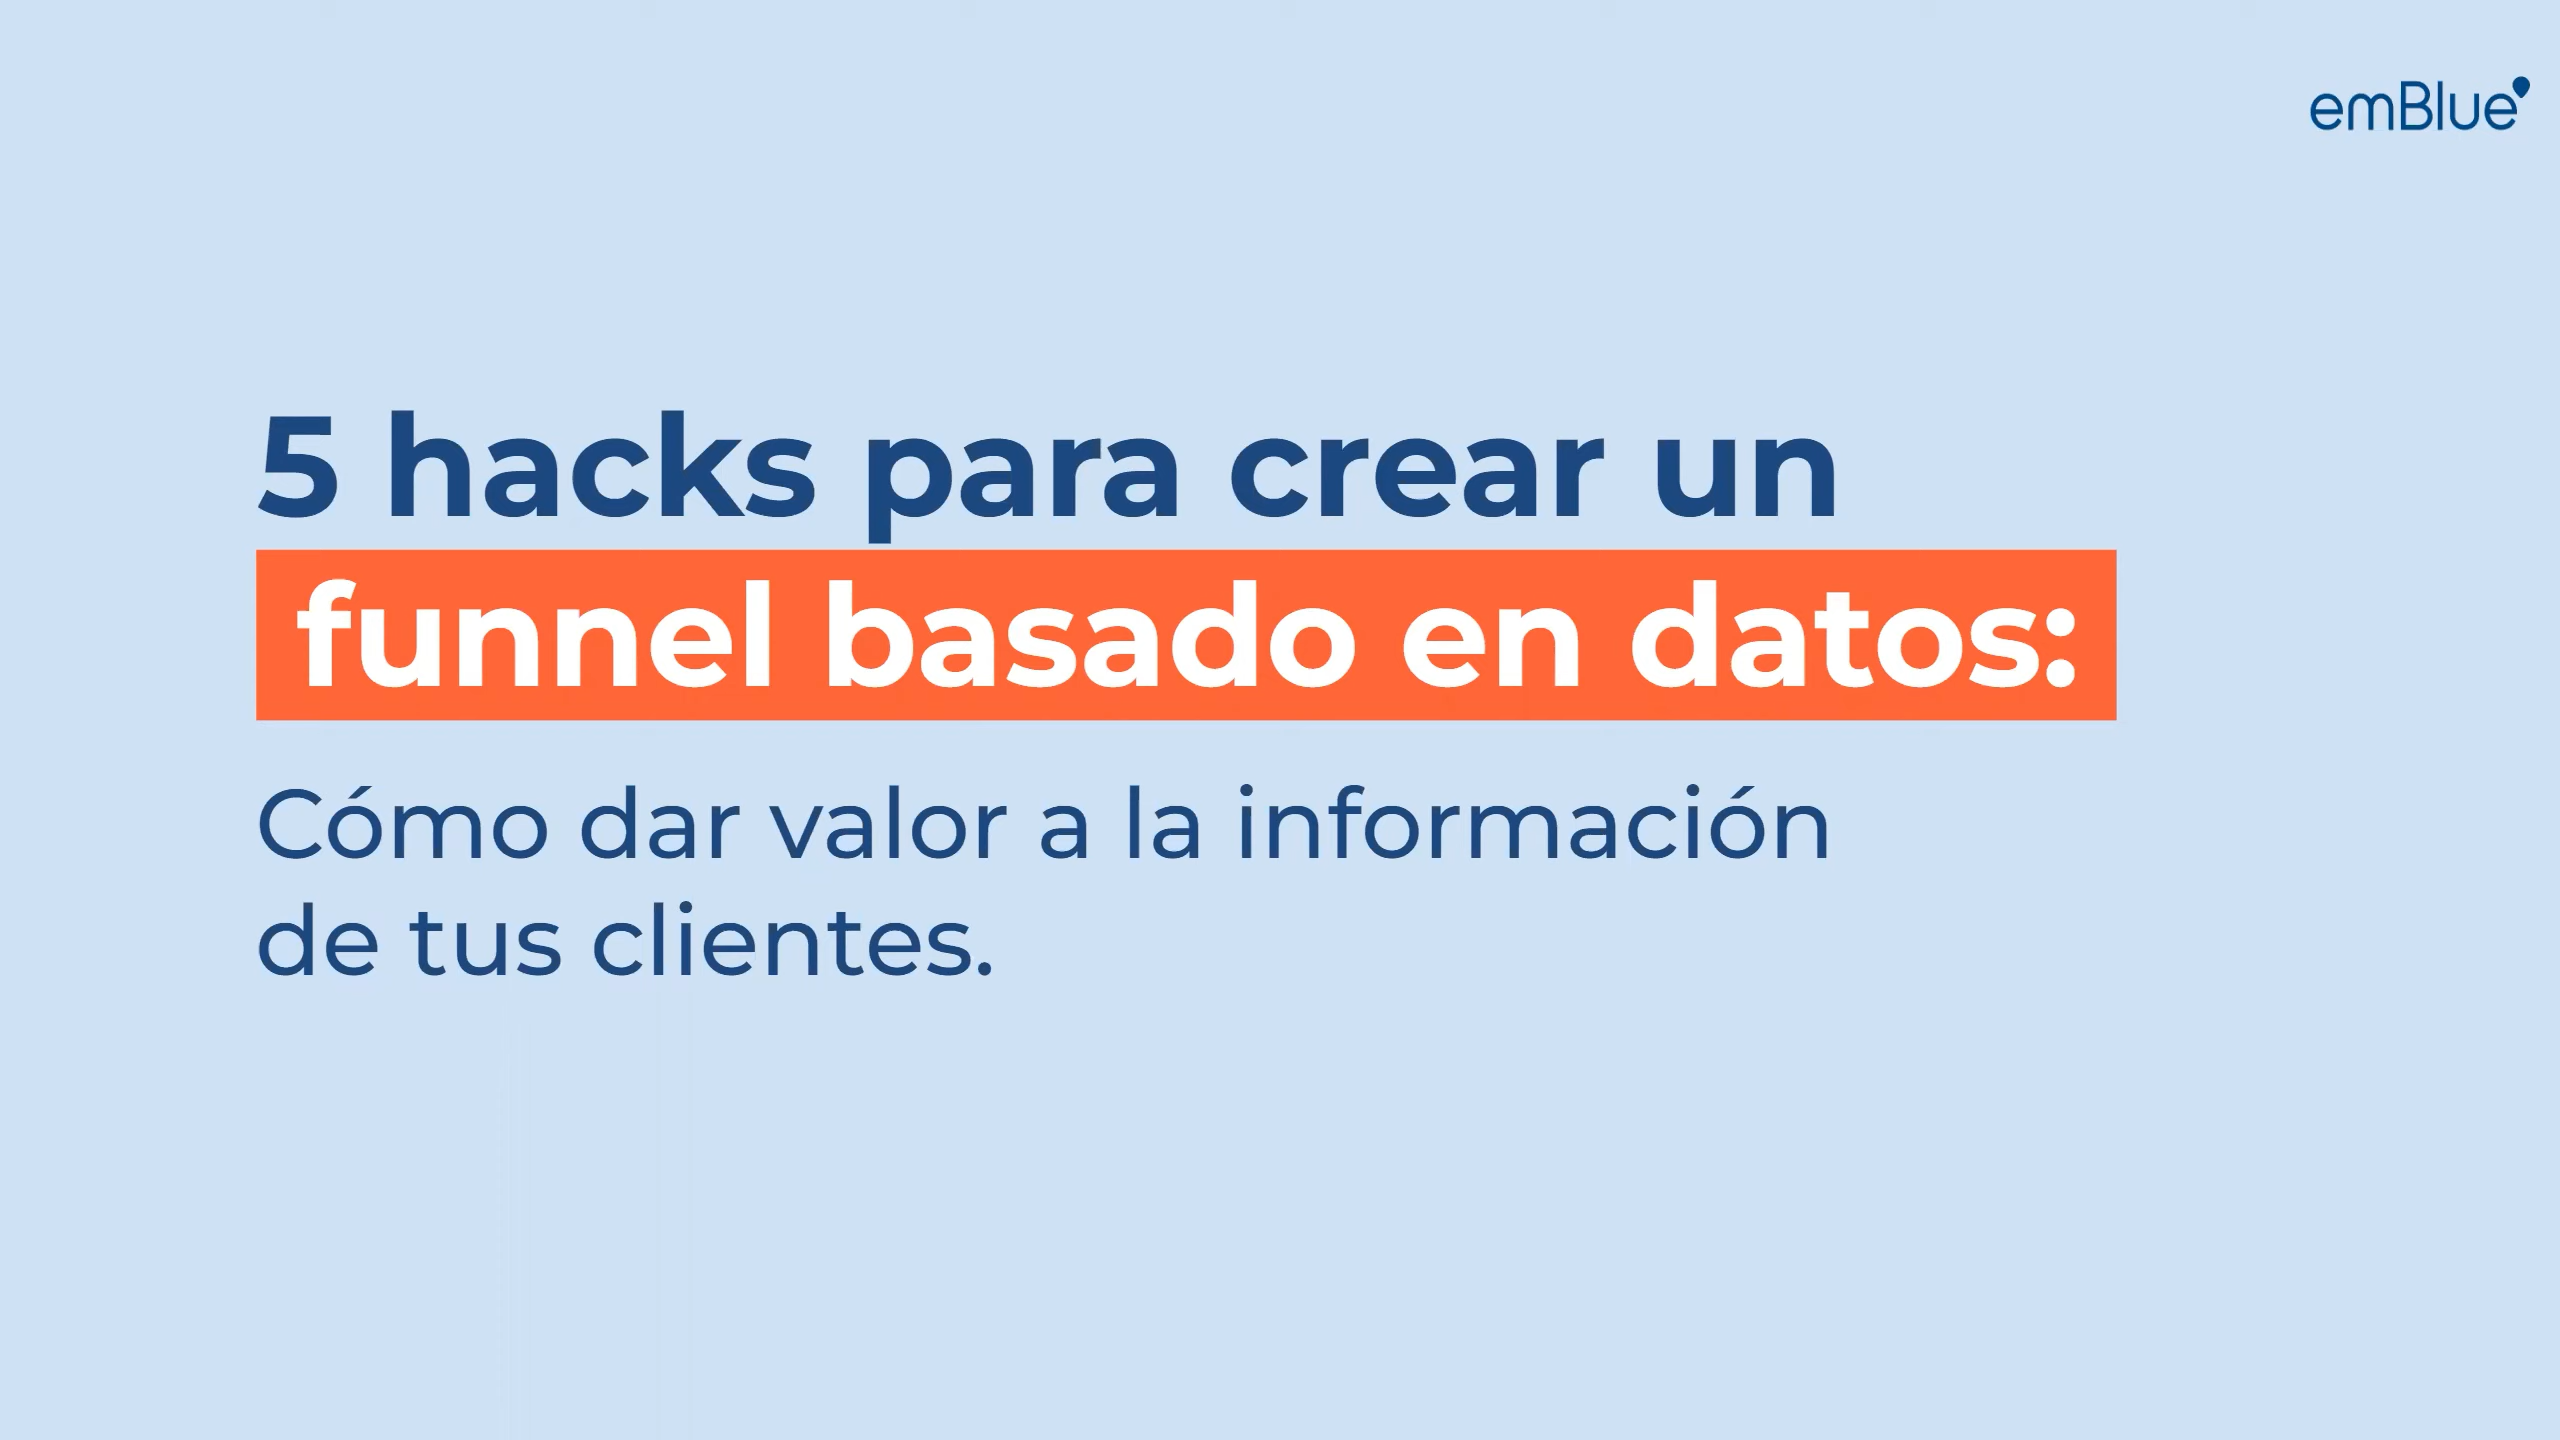 emBlue
5 hacks para crear un
funnel basado en datos:
Cómo dar valor a la información
de tus clientes.